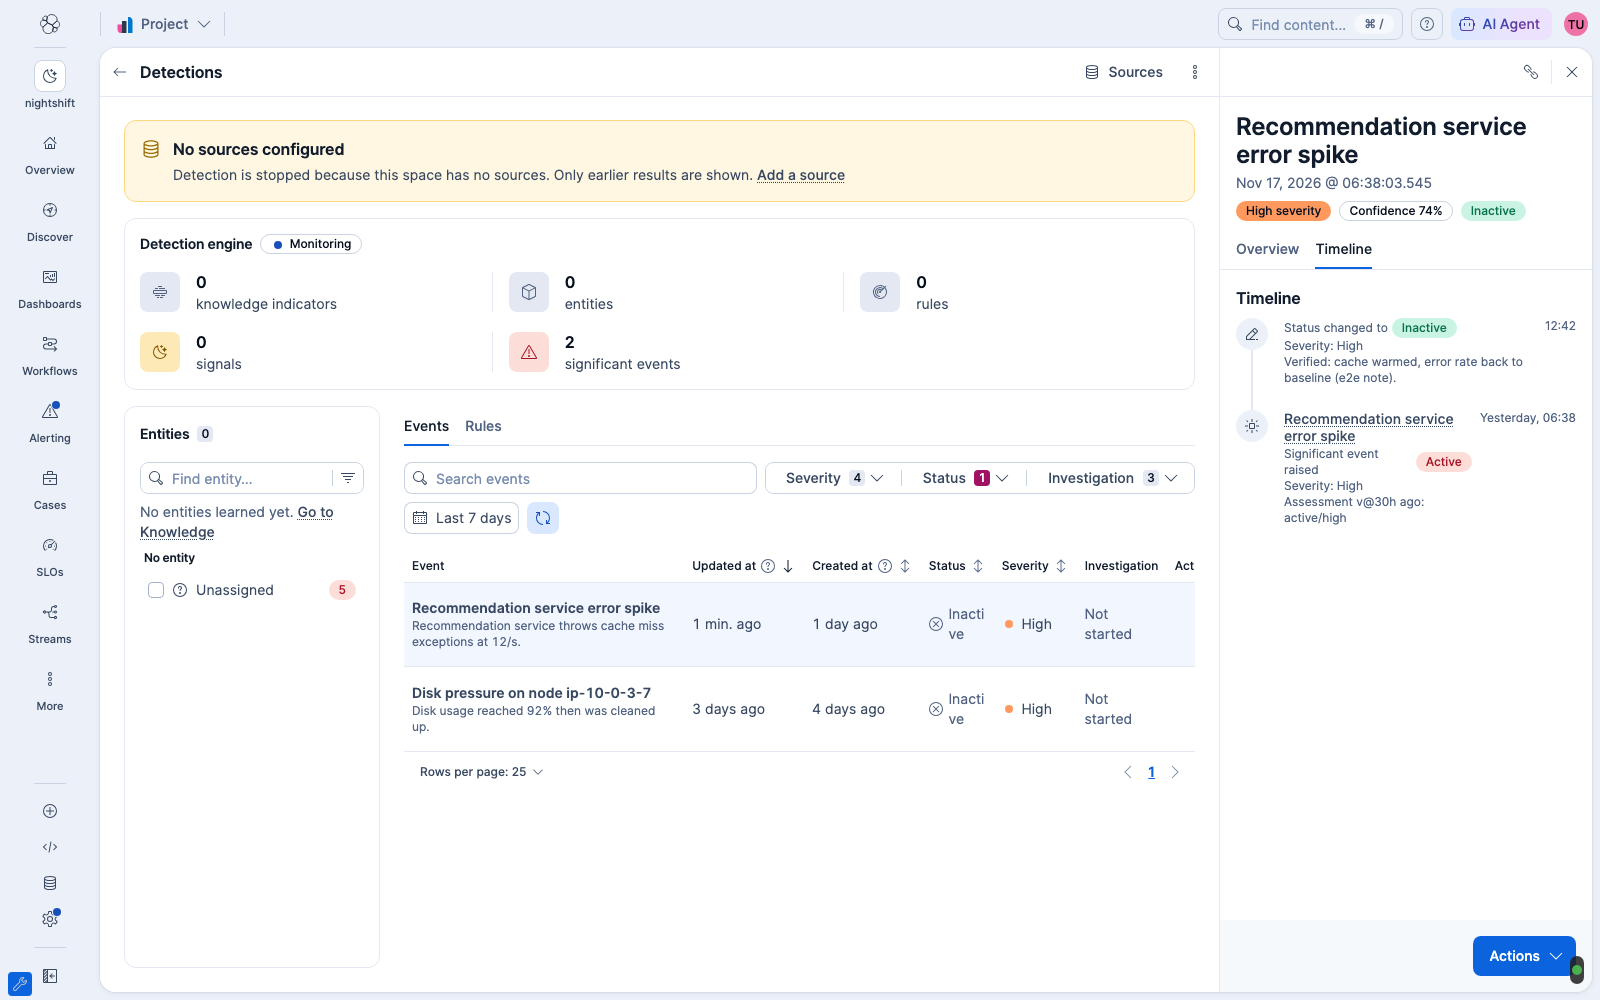 Project
Find content...
⌘ /
AI Agent
TU
nightshift
Overview
Discover
Dashboards
Workflows
Alerting
Cases
SLOs
Streams
More
Detections
Sources
No sources configured
Detection is stopped because this space has no sources. Only earlier results are shown. Add a source
Detection engine
Monitoring
0
knowledge indicators
0
entities
0
rules
0
signals
2
significant events
Entities 0
Find entity...
No entities learned yet. Go to
Knowledge
No entity
Unassigned
5
Events
Rules
Search events
Severity 4
Status 1
Investigation 3
Last 7 days
Event
Updated at
Created at
Status
Severity
Investigation
Act
Recommendation service error spike
Recommendation service throws cache miss
exceptions at 12/s.
1 min. ago
1 day ago
Inacti
ve
High
Not
started
Disk pressure on node ip-10-0-3-7
Disk usage reached 92% then was cleaned
up.
3 days ago
4 days ago
Inacti
ve
High
Not
started
Rows per page: 25
1
Recommendation service
error spike
Nov 17, 2026 @ 06:38:03.545
High severity
Confidence 74%
Inactive
Overview
Timeline
Timeline
Status changed to Inactive
12:42
Severity: High
Verified: cache warmed, error rate back to
baseline (e2e note).
Recommendation service
error spike
Yesterday, 06:38
Significant event
raised
Active
Severity: High
Assessment v@30h ago:
active/high
Actions